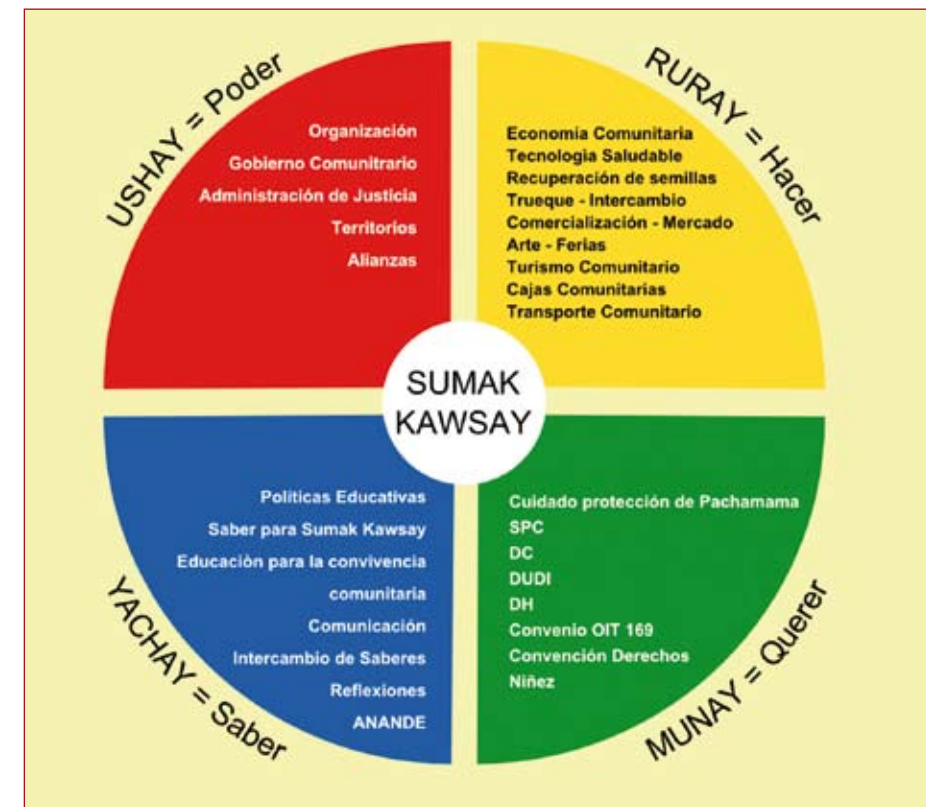 USHAY = Poder
Organización
Gobierno Comunitrario
Administración de Justicia
Territorios
Alianzas
RURAY = Hacer
Economia Comunitaria
Tecnologia Saludable
Recuperación de semillas
Trueque - Intercambio
Comercialización - Mercado
Arte - Ferias
Turismo Comunitario
Cajas Comunitarias
Transporte Comunitario
SUMAK
KAWSAY
YACHAY = Saber
Políticas Educativas
Saber para Sumak Kawsay
Educaciòn para la convivencia
comunitaria
Comunicación
Intercambio de Saberes
Reflexiones
ANANDE
MUNAY = Querer
Cuidado protección de Pachamama
SPC
DC
DUDI
DH
Convenio OIT 169
Convención Derechos
Niñez